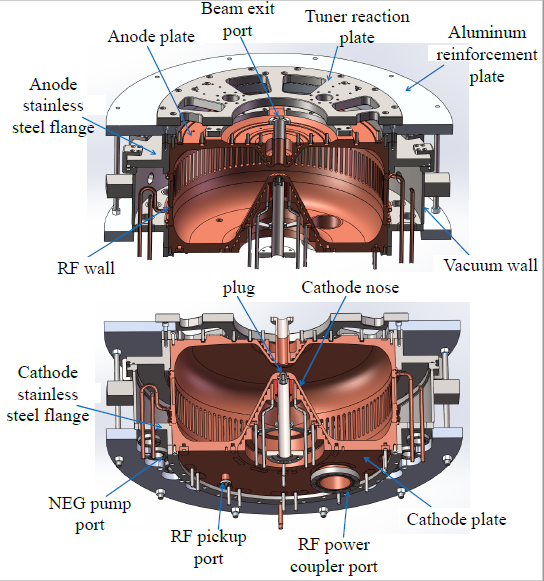 Beam exit
port
Tuner reaction
plate
Anode plate
Aluminum
reinforcement
plate
Anode
stainless
steel flange
RF wall
Vacuum wall
plug
Cathode nose
Cathode
stainless
steel flange
NEG pump
port
RF pickup
port
RF power
coupler port
Cathode plate